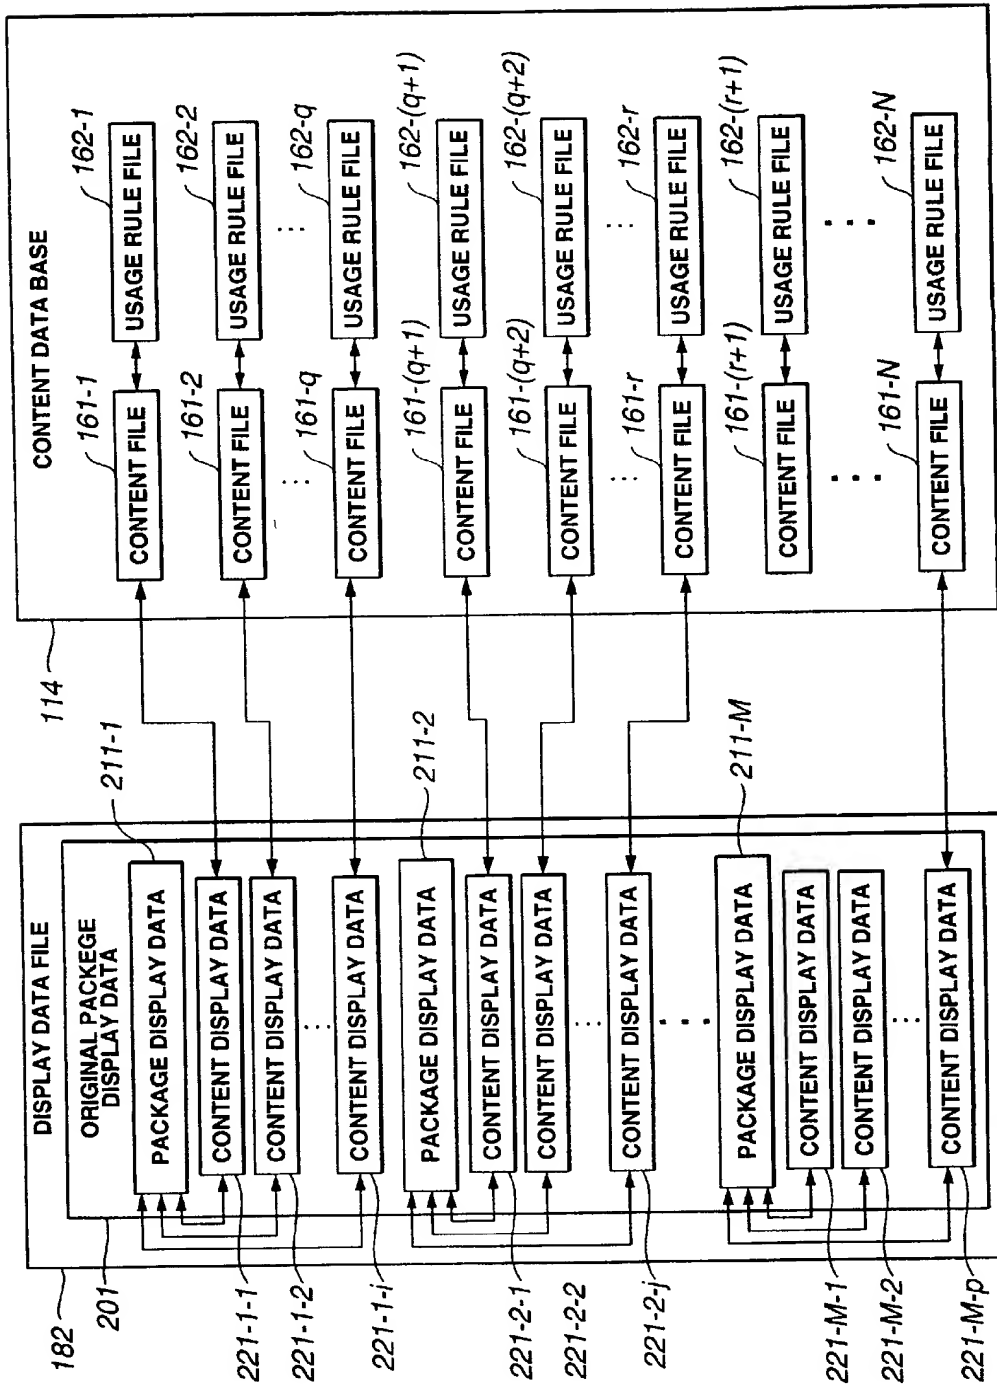 DISPLAY DATA FILE
ORIGINAL PACKEGE
DISPLAY DATA
182
201
PACKAGE DISPLAY DATA
211-1
CONTENT DISPLAY DATA
221-1-1
CONTENT DISPLAY DATA
221-1-2
CONTENT DISPLAY DATA
221-1-i
PACKAGE DISPLAY DATA
211-2
CONTENT DISPLAY DATA
221-2-1
CONTENT DISPLAY DATA
221-2-2
CONTENT DISPLAY DATA
221-2-j
PACKAGE DISPLAY DATA
211-M
CONTENT DISPLAY DATA
221-M-1
CONTENT DISPLAY DATA
221-M-2
CONTENT DISPLAY DATA
221-M-p
CONTENT DATA BASE
114
CONTENT FILE
161-1
USAGE RULE FILE
162-1
CONTENT FILE
161-2
USAGE RULE FILE
162-2
CONTENT FILE
161-q
USAGE RULE FILE
162-q
CONTENT FILE
161-(q+1)
USAGE RULE FILE
162-(q+1)
CONTENT FILE
161-(q+2)
USAGE RULE FILE
162-(q+2)
CONTENT FILE
161-r
USAGE RULE FILE
162-r
CONTENT FILE
161-(r+1)
USAGE RULE FILE
162-(r+1)
CONTENT FILE
161-N
USAGE RULE FILE
162-N